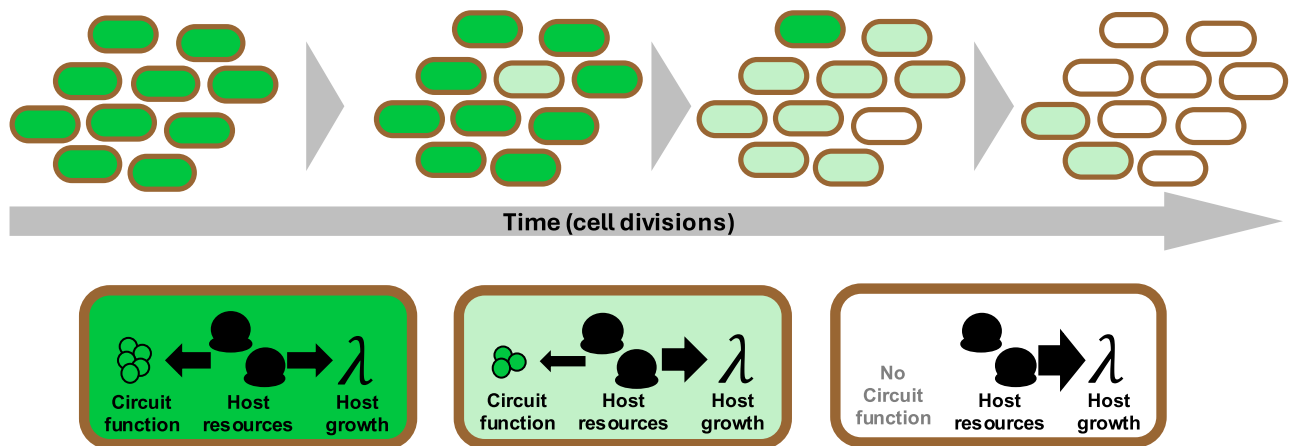 Time (cell divisions)
Circuit
function
Host
resources
λ
Host
growth
Circuit
function
Host
resources
λ
Host
growth
No
Circuit
function
Host
resources
λ
Host
growth